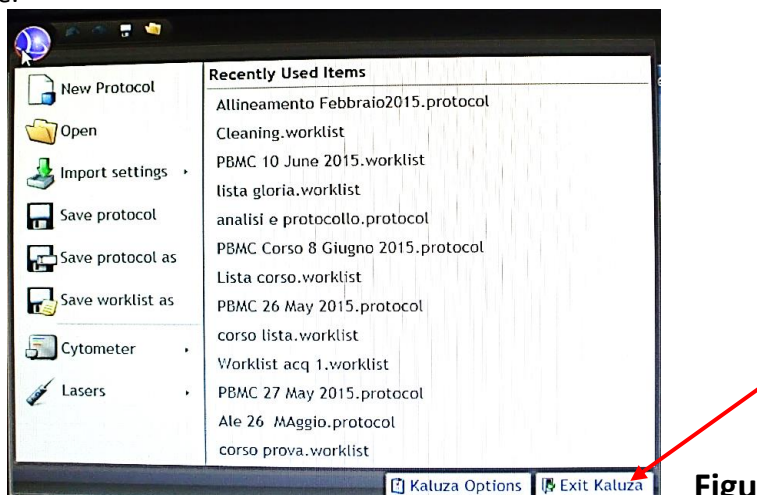 New Protocol
Open
Import settings
Save protocol
Save protocol as
Save worklist as
Cytometer
Lasers
Recently Used Items
Allineamento Febbraio2015.protocol
Cleaning.worklist
PBMC 10 June 2015.worklist
lista gloria.worklist
analisi e protocollo.protocol
PBMC Corso 8 Giugno 2015.protocol
Lista corso.worklist
PBMC 26 May 2015.protocol
corso lista.worklist
Worklist acq 1.worklist
PBMC 27 May 2015.protocol
Ale 26 MAggio.protocol
corso prova.worklist
Kaluza Options
Exit Kaluza
Figu